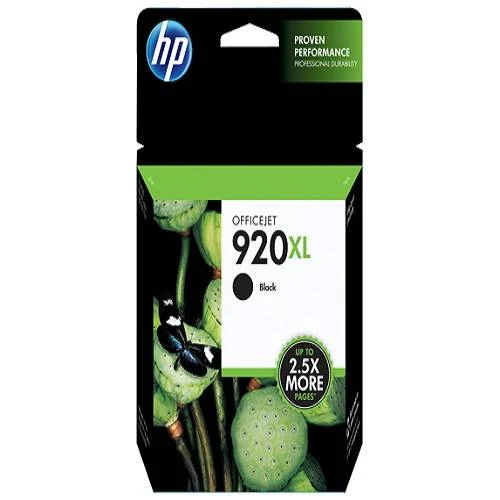 hp
PROVEN
PERFORMANCE
PROFESSIONAL DURABILITY
OFFICEJET
920XL
Black
UP TO
2.5X
MORE
PAGES*